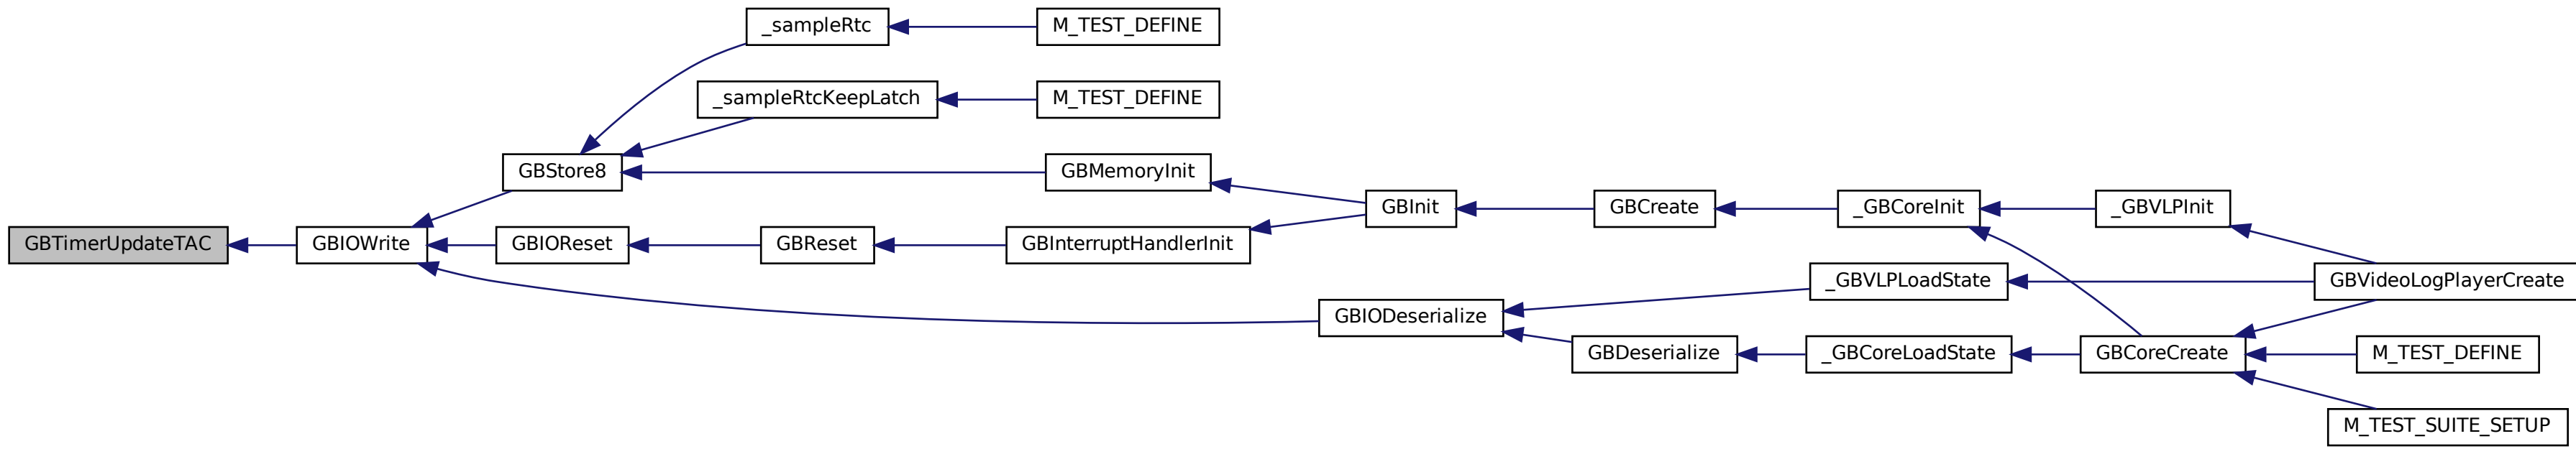 _sampleRtc
M_TEST_DEFINE
_sampleRtcKeepLatch
M_TEST_DEFINE
GBStore8
GBMemoryInit
GBInit
GBCreate
_GBCoreInit
_GBVLPInit
GBTimerUpdateTAC
GBIOWrite
GBIOReset
GBReset
GBInterruptHandlerInit
_GBVLPLoadState
GBVideoLogPlayerCreate
GBIODeserialize
GBDeserialize
_GBCoreLoadState
GBCoreCreate
M_TEST_DEFINE
M_TEST_SUITE_SETUP